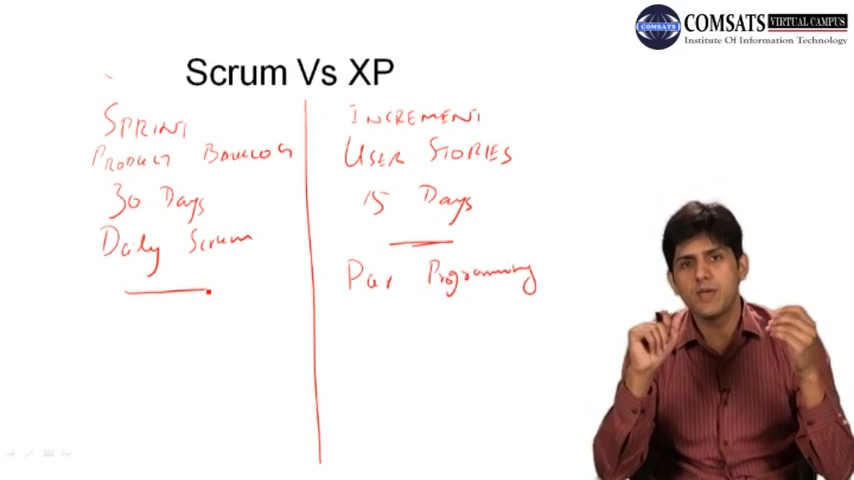 COMSATS VIRTUAL CAMPUS
COMSATS
Institute Of Information Technology
Scrum Vs XP
SPRINT
INCREMENT
PRODUCT BACKLOG
USER STORIES
30 Days
15 Days
Daily Scrum
Pair Programming